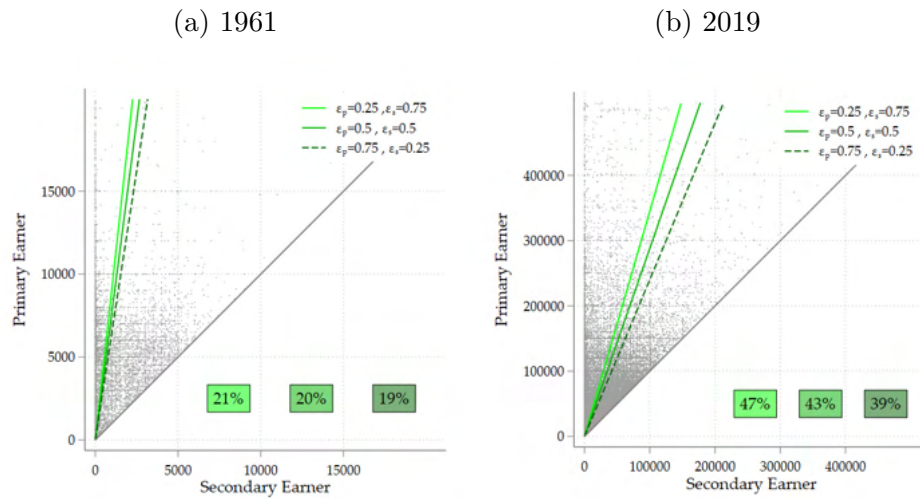 (a) 1961
εp=0.25 ,εs=0.75
εp=0.5 , εs=0.5
εp=0.75 , εs=0.25
Primary Earner
15000
10000
5000
0
21%
20%
19%
0
5000
10000
15000
Secondary Earner
(b) 2019
εp=0.25 ,εs=0.75
εp=0.5 , εs=0.5
εp=0.75 , εs=0.25
Primary Earner
400000
300000
200000
100000
0
47%
43%
39%
0
100000
200000
300000
400000
Secondary Earner